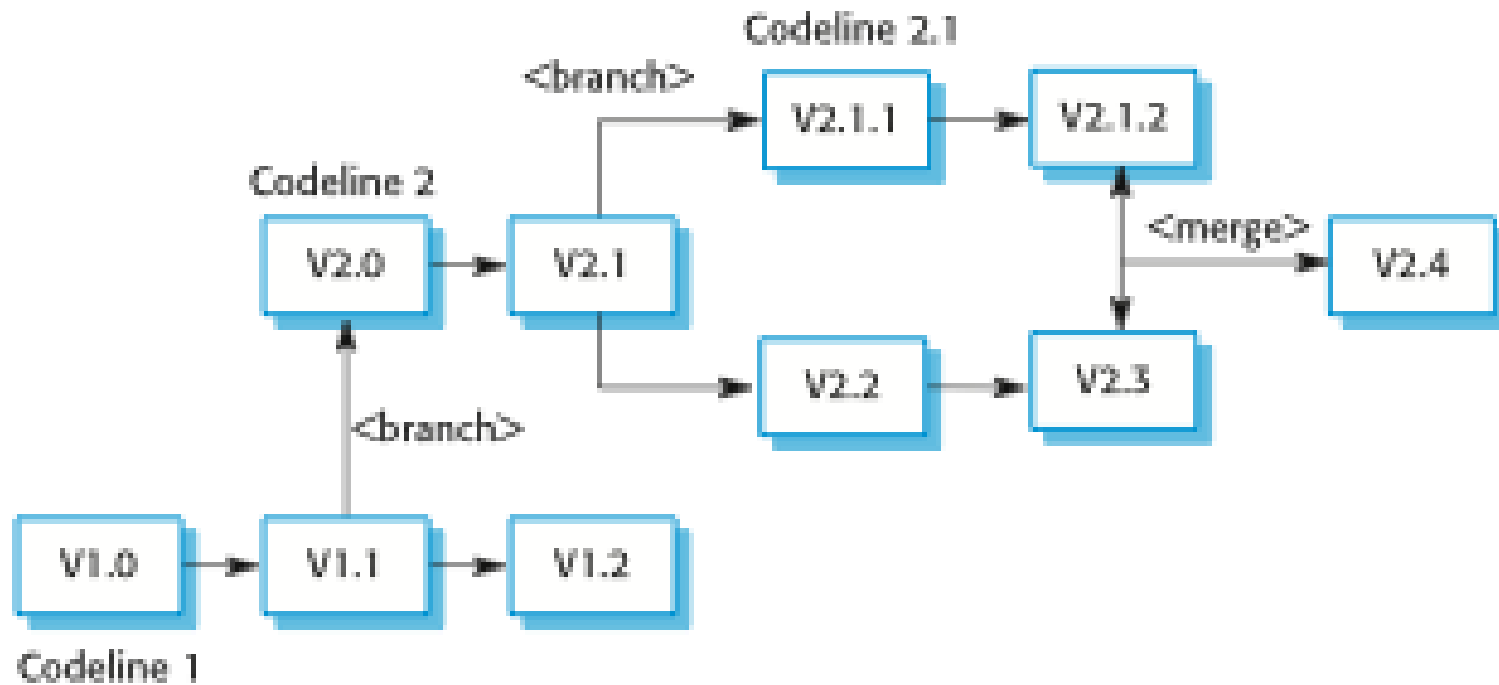 Codeline 2.1
<branch>
V2.1.1
V2.1.2
Codeline 2
V2.0
V2.1
<merge>
V2.4
V2.2
V2.3
<branch>
V1.0
V1.1
V1.2
Codeline 1